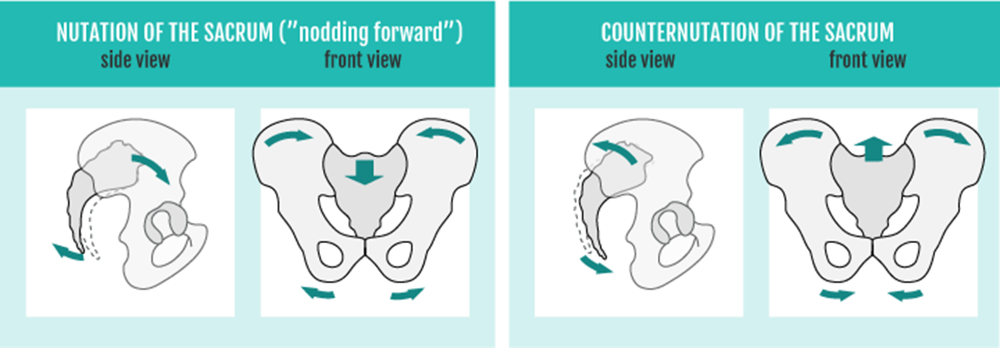 NUTATION OF THE SACRUM (”nodding forward”)
side view
front view
COUNTERNUTATION OF THE SACRUM
side view
front view